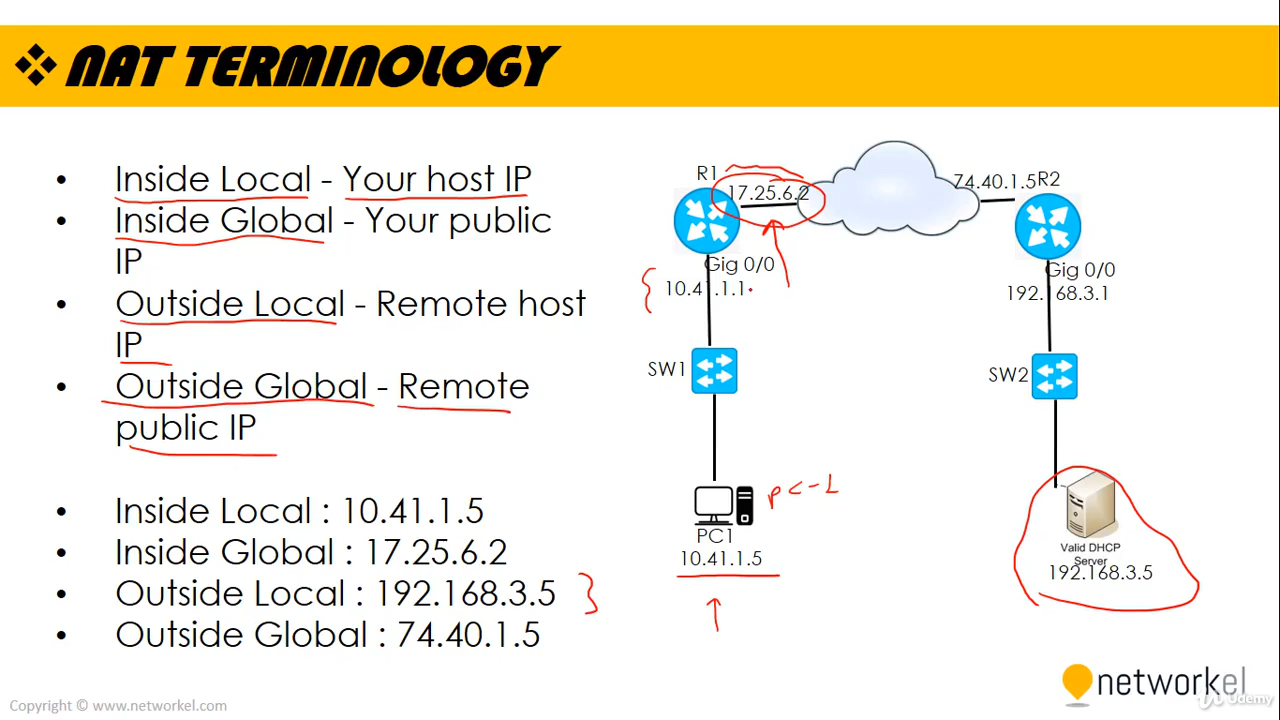 NAT TERMINOLOGY
• Inside Local - Your host IP
• Inside Global - Your public
IP
• Outside Local - Remote host
IP
• Outside Global - Remote
public IP
• Inside Local : 10.41.1.5
• Inside Global : 17.25.6.2
• Outside Local : 192.168.3.5
• Outside Global : 74.40.1.5
R1
17.25.6.2
74.40.1.5
R2
Gig 0/0
10.41.1.1
Gig 0/0
192.168.3.1
SW1
SW2
PC1
10.41.1.5
Valid DHCP
Server
192.168.3.5
networkel
Udemy
Copyright © www.networkel.com